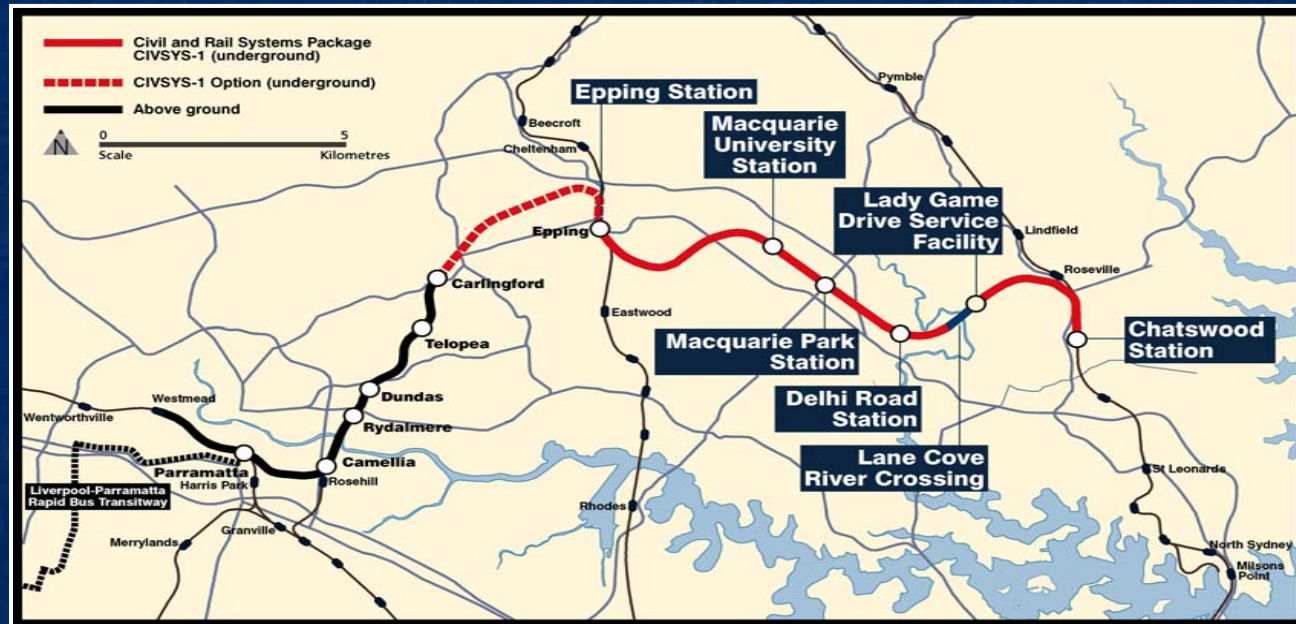 Civil and Rail Systems Package
CIVSYS-1 (underground)
CIVSYS-1 Option (underground)
Above ground
N
0
5
Scale
Kilometres
Epping Station
Macquarie
University
Station
Lady Game
Drive Service
Facility
Pymble
Beecroft
Cheltenham
Lindfield
Roseville
Epping
Carlingford
Eastwood
Telopea
Macquarie Park
Station
Chatswood
Station
Delhi Road
Station
Dundas
Rydalmere
Westmead
Wentworthville
Camellia
Parramatta
Harris Park
Rosehill
Lane Cove
River Crossing
St Leonards
Liverpool-Parramatta
Rapid Bus Transitway
Rhodes
Granville
Merrylands
North Sydney
Milsons
Point